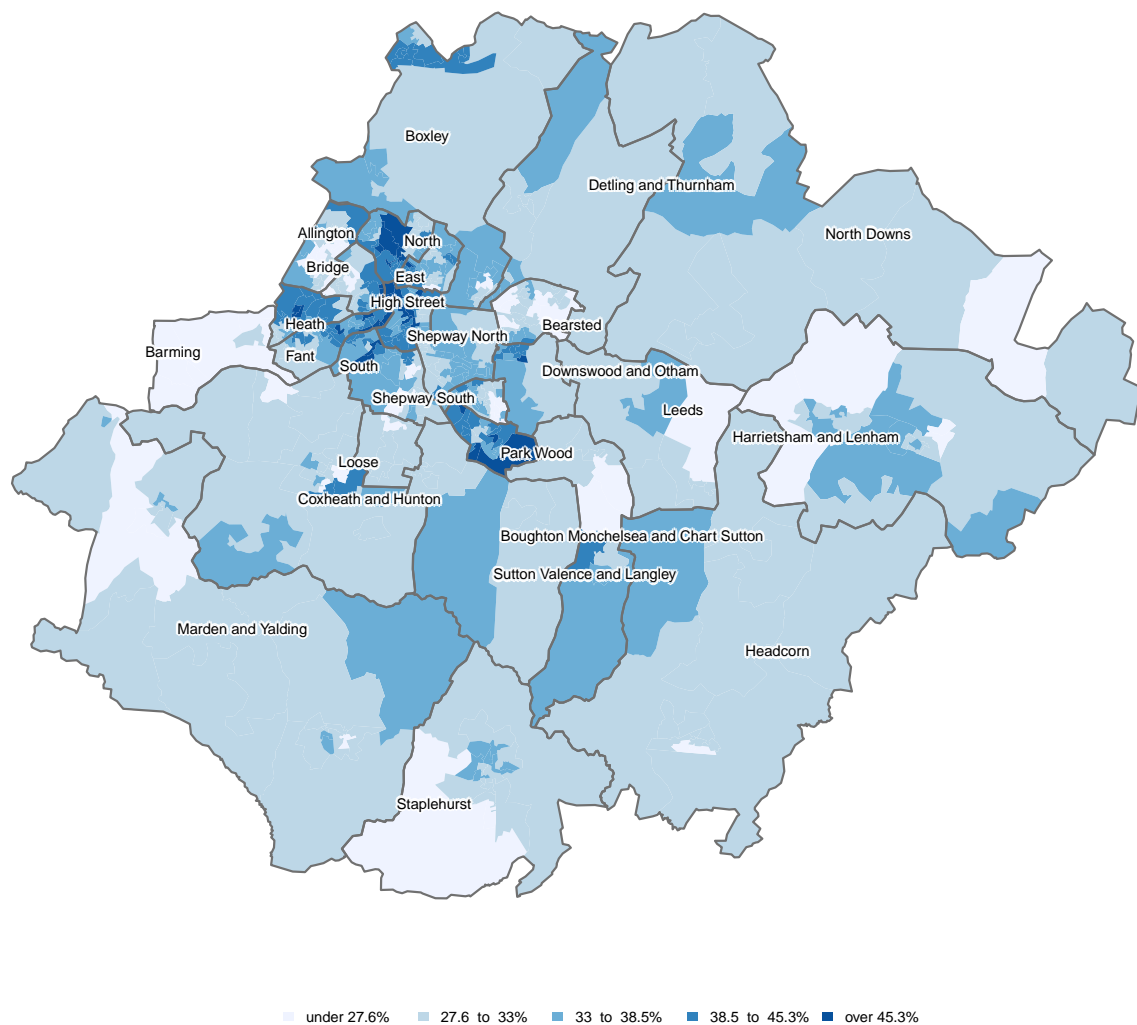 Boxley
Detling and Thurnham
Allington
North
North Downs
Bridge
East
High Street
Heath
Shepway North
Bearsted
Barming
Fant
South
Downswood and Otham
Shepway South
Leeds
Harrietsham and Lenham
Loose
Park Wood
Coxheath and Hunton
Boughton Monchelsea and Chart Sutton
Sutton Valence and Langley
Marden and Yalding
Headcorn
Staplehurst
under 27.6% 27.6 to 33% 33 to 38.5% 38.5 to 45.3% over 45.3%